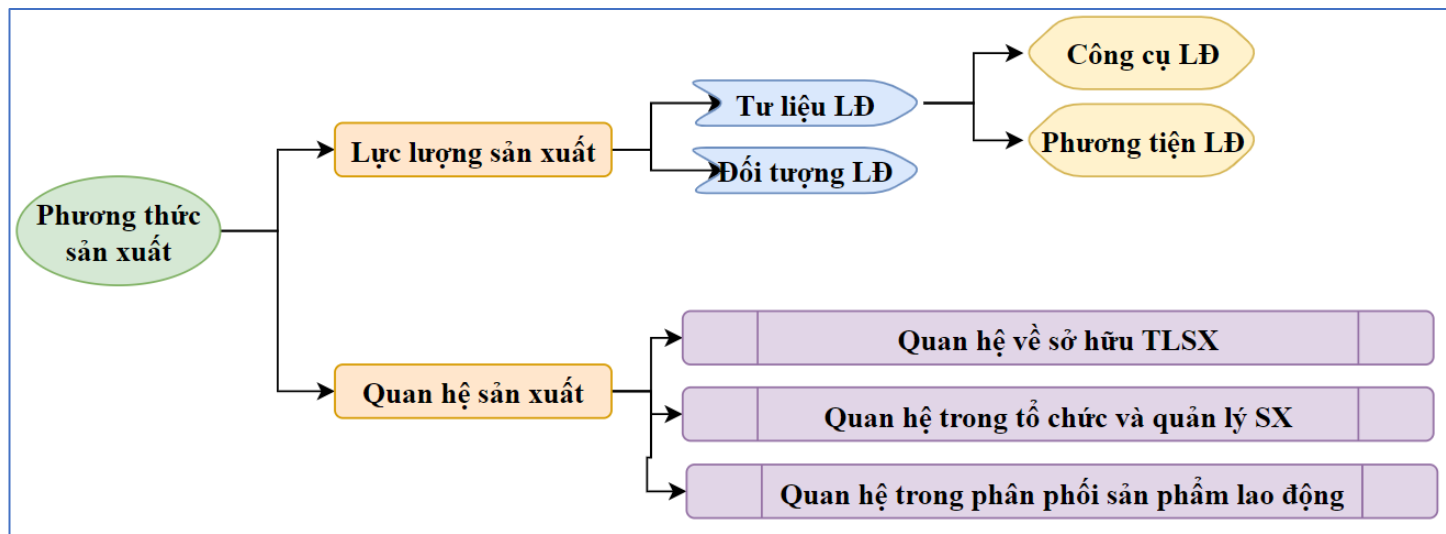 Công cụ LĐ
Tư liệu LĐ
Lực lượng sản xuất
Phương tiện LĐ
Đối tượng LĐ
Phương thức
sản xuất
Quan hệ về sở hữu TLSX
Quan hệ sản xuất
Quan hệ trong tổ chức và quản lý SX
Quan hệ trong phân phối sản phẩm lao động